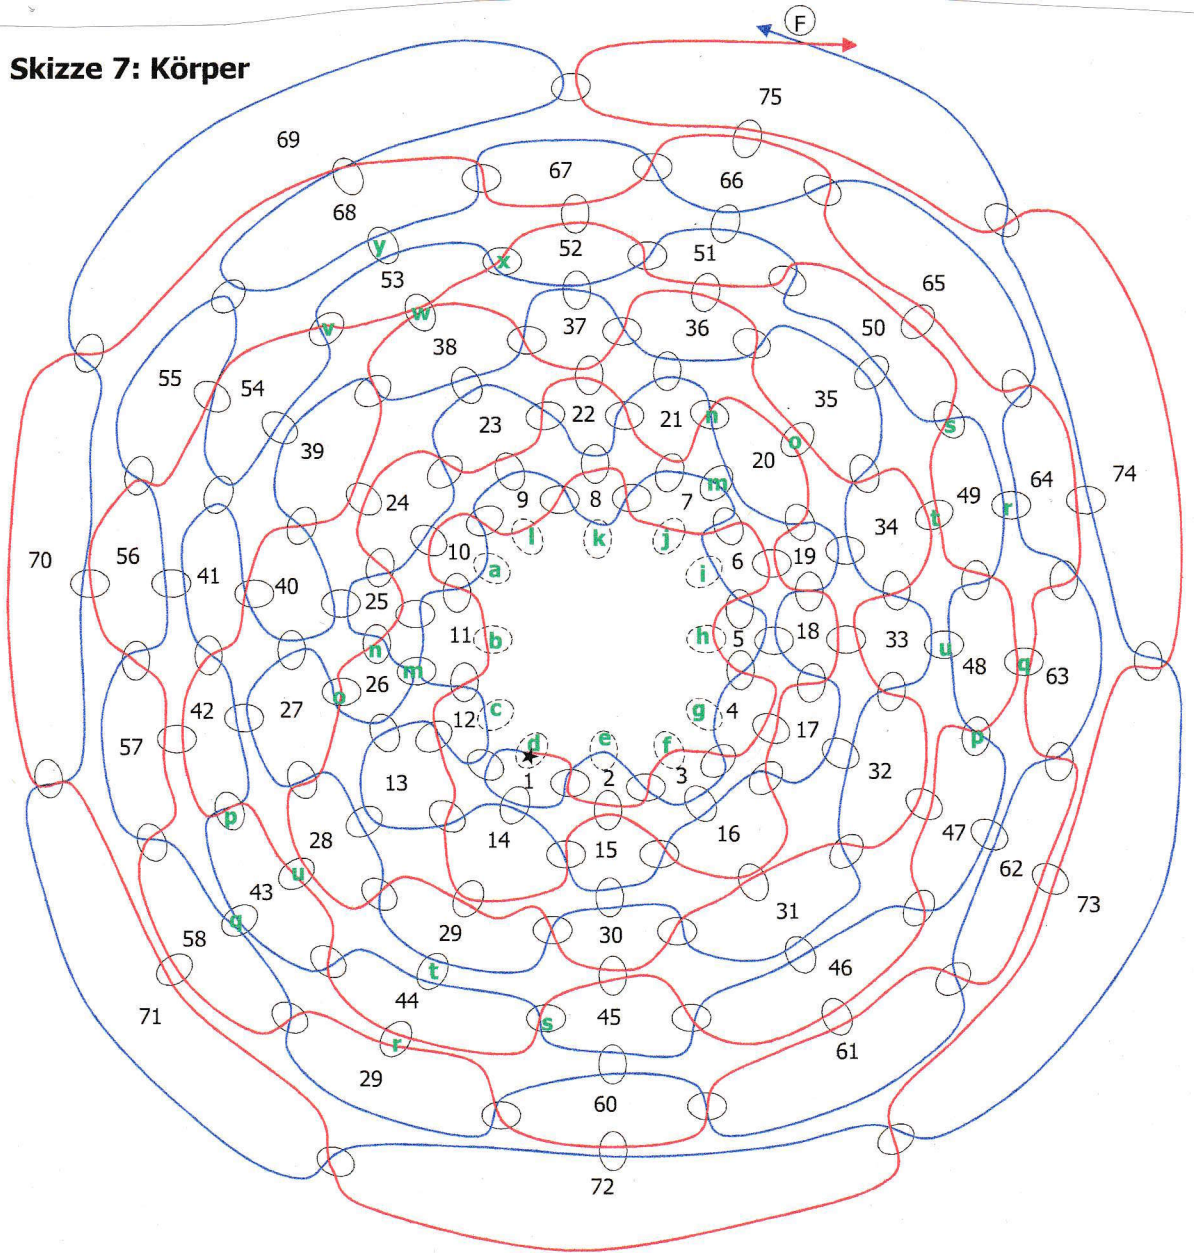 F
Skizze 7: Körper
75
69
67
66
68
y
52
51
x
53
65
w
v
50
37
36
38
55
54
35
23
22
21
n
s
39
o
20
74
m
64
9
8
7
49
r
24
34
t
l
k
j
10
6
19
70
56
41
40
a
i
25
11
b
h
5
18
33
u
n
m
48
q
63
26
o
42
27
c
12
g
4
17
p
57
d
e
f
32
13
1
2
3
p
28
14
15
16
47
62
u
43
q
31
73
29
30
58
t
46
44
s
45
71
r
61
29
60
72